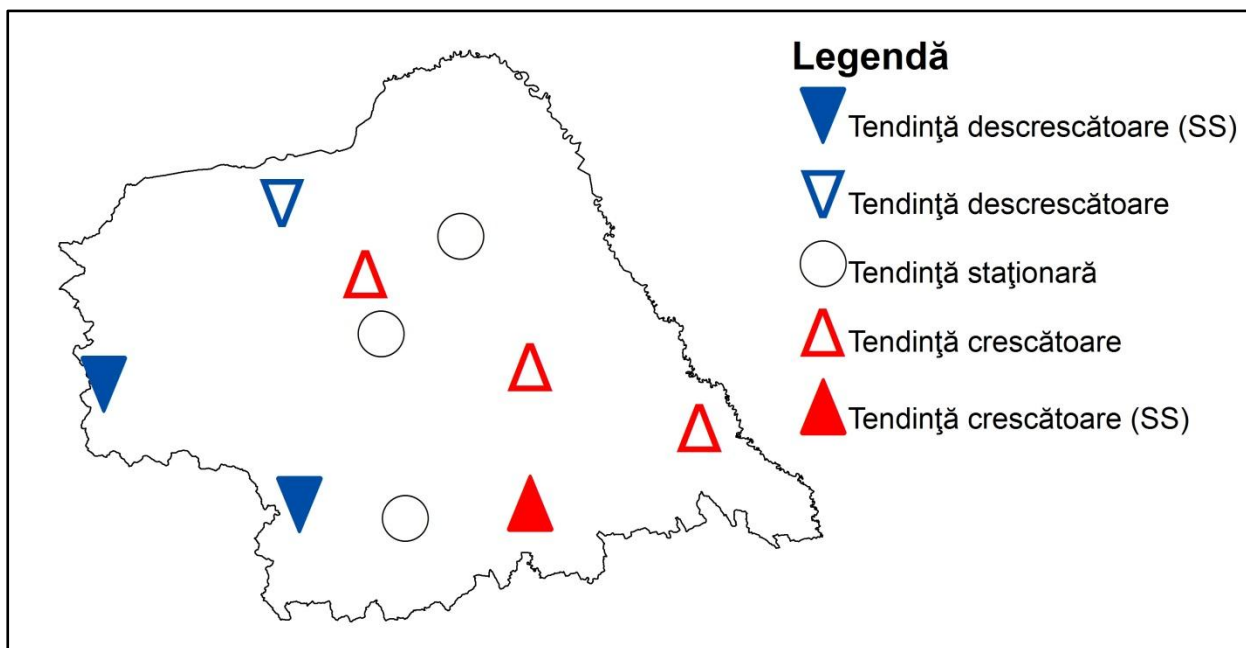 Legendă
Tendinţă descrescătoare (SS)
Tendinţă descrescătoare
Tendinţă staţionară
Tendinţă crescătoare
Tendinţă crescătoare (SS)